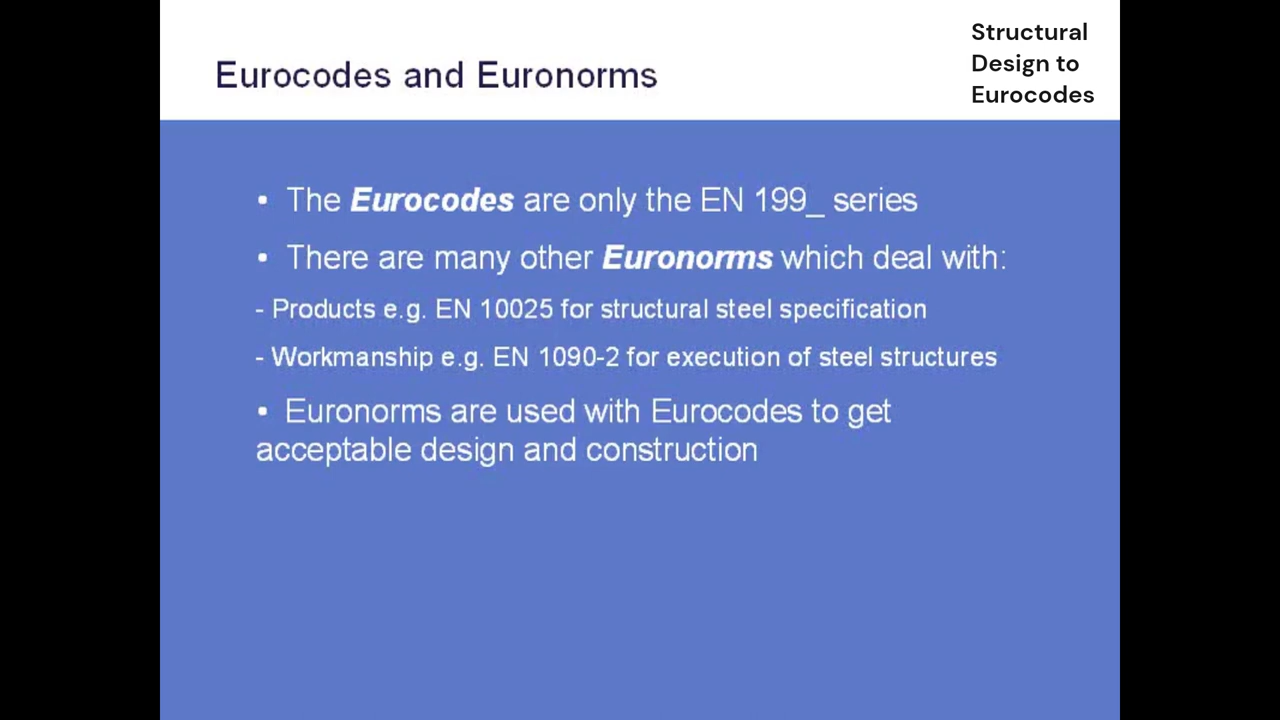 Eurocodes and Euronorms
Structural
Design to
Eurocodes
• The Eurocodes are only the EN 199_ series
• There are many other Euronorms which deal with:
- Products e.g. EN 10025 for structural steel specification
- Workmanship e.g. EN 1090-2 for execution of steel structures
• Euronorms are used with Eurocodes to get
acceptable design and construction